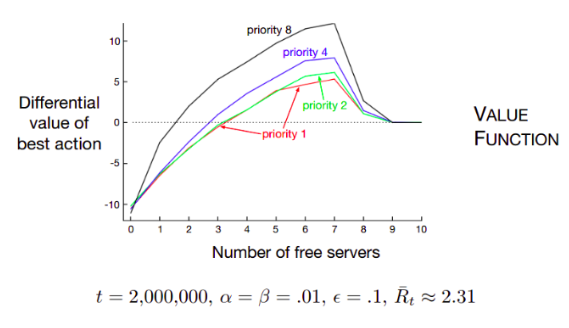 priority 8
priority 4
priority 2
priority 1
10
5
0
-5
-10
Differential
value of
best action
VALUE
FUNCTION
0 1 2 3 4 5 6 7 8 9 10
Number of free servers
t = 2,000,000, α = β = .01, ϵ = .1, R̄ₜ ≈ 2.31